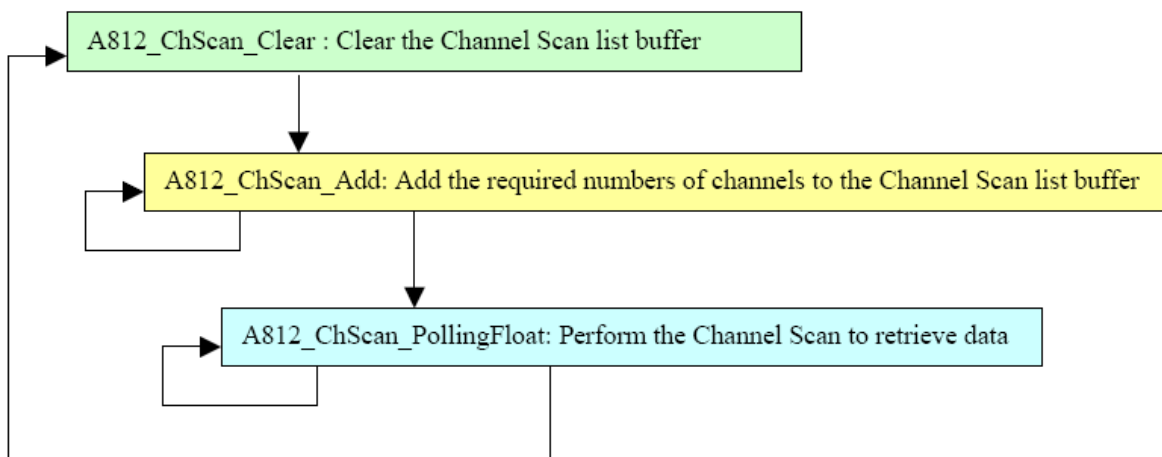 A812_ChScan_Clear : Clear the Channel Scan list buffer
A812_ChScan_Add: Add the required numbers of channels to the Channel Scan list buffer
A812_ChScan_PollingFloat: Perform the Channel Scan to retrieve data